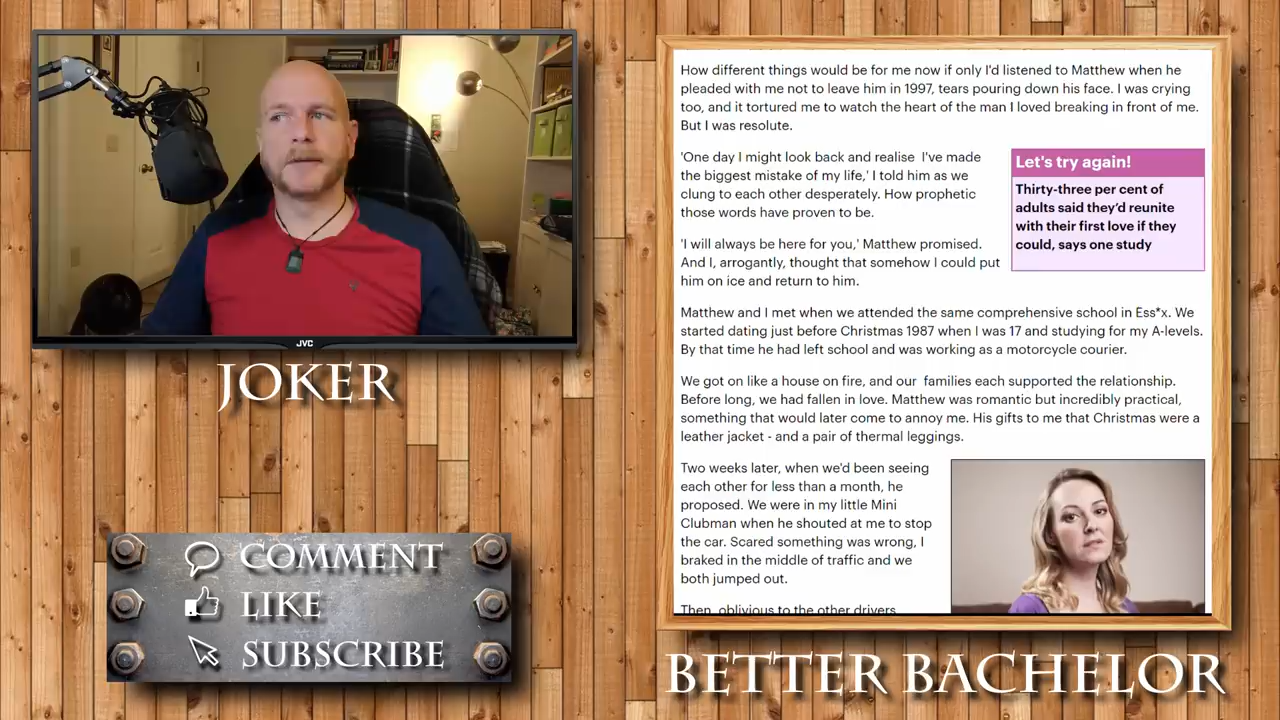 JVC
JOKER
COMMENT
LIKE
SUBSCRIBE
How different things would be for me now if only I'd listened to Matthew when he
pleaded with me not to leave him in 1997, tears pouring down his face. I was crying
too, and it tortured me to watch the heart of the man I loved breaking in front of me.
But I was resolute.
'One day I might look back and realise I've made
the biggest mistake of my life,' I told him as we
clung to each other desperately. How prophetic
those words have proven to be.
'I will always be here for you,' Matthew promised.
And I, arrogantly, thought that somehow I could put
him on ice and return to him.
Let's try again!
Thirty-three per cent of
adults said they'd reunite
with their first love if they
could, says one study
Matthew and I met when we attended the same comprehensive school in Ess*x. We
started dating just before Christmas 1987 when I was 17 and studying for my A-levels.
By that time he had left school and was working as a motorcycle courier.
We got on like a house on fire, and our families each supported the relationship.
Before long, we had fallen in love. Matthew was romantic but incredibly practical,
something that would later come to annoy me. His gifts to me that Christmas were a
leather jacket - and a pair of thermal leggings.
Two weeks later, when we'd been seeing
each other for less than a month, he
proposed. We were in my little Mini
Clubman when he shouted at me to stop
the car. Scared something was wrong, I
braked in the middle of traffic and we
both jumped out.
Then, oblivious to the other drivers
BETTER BACHELOR